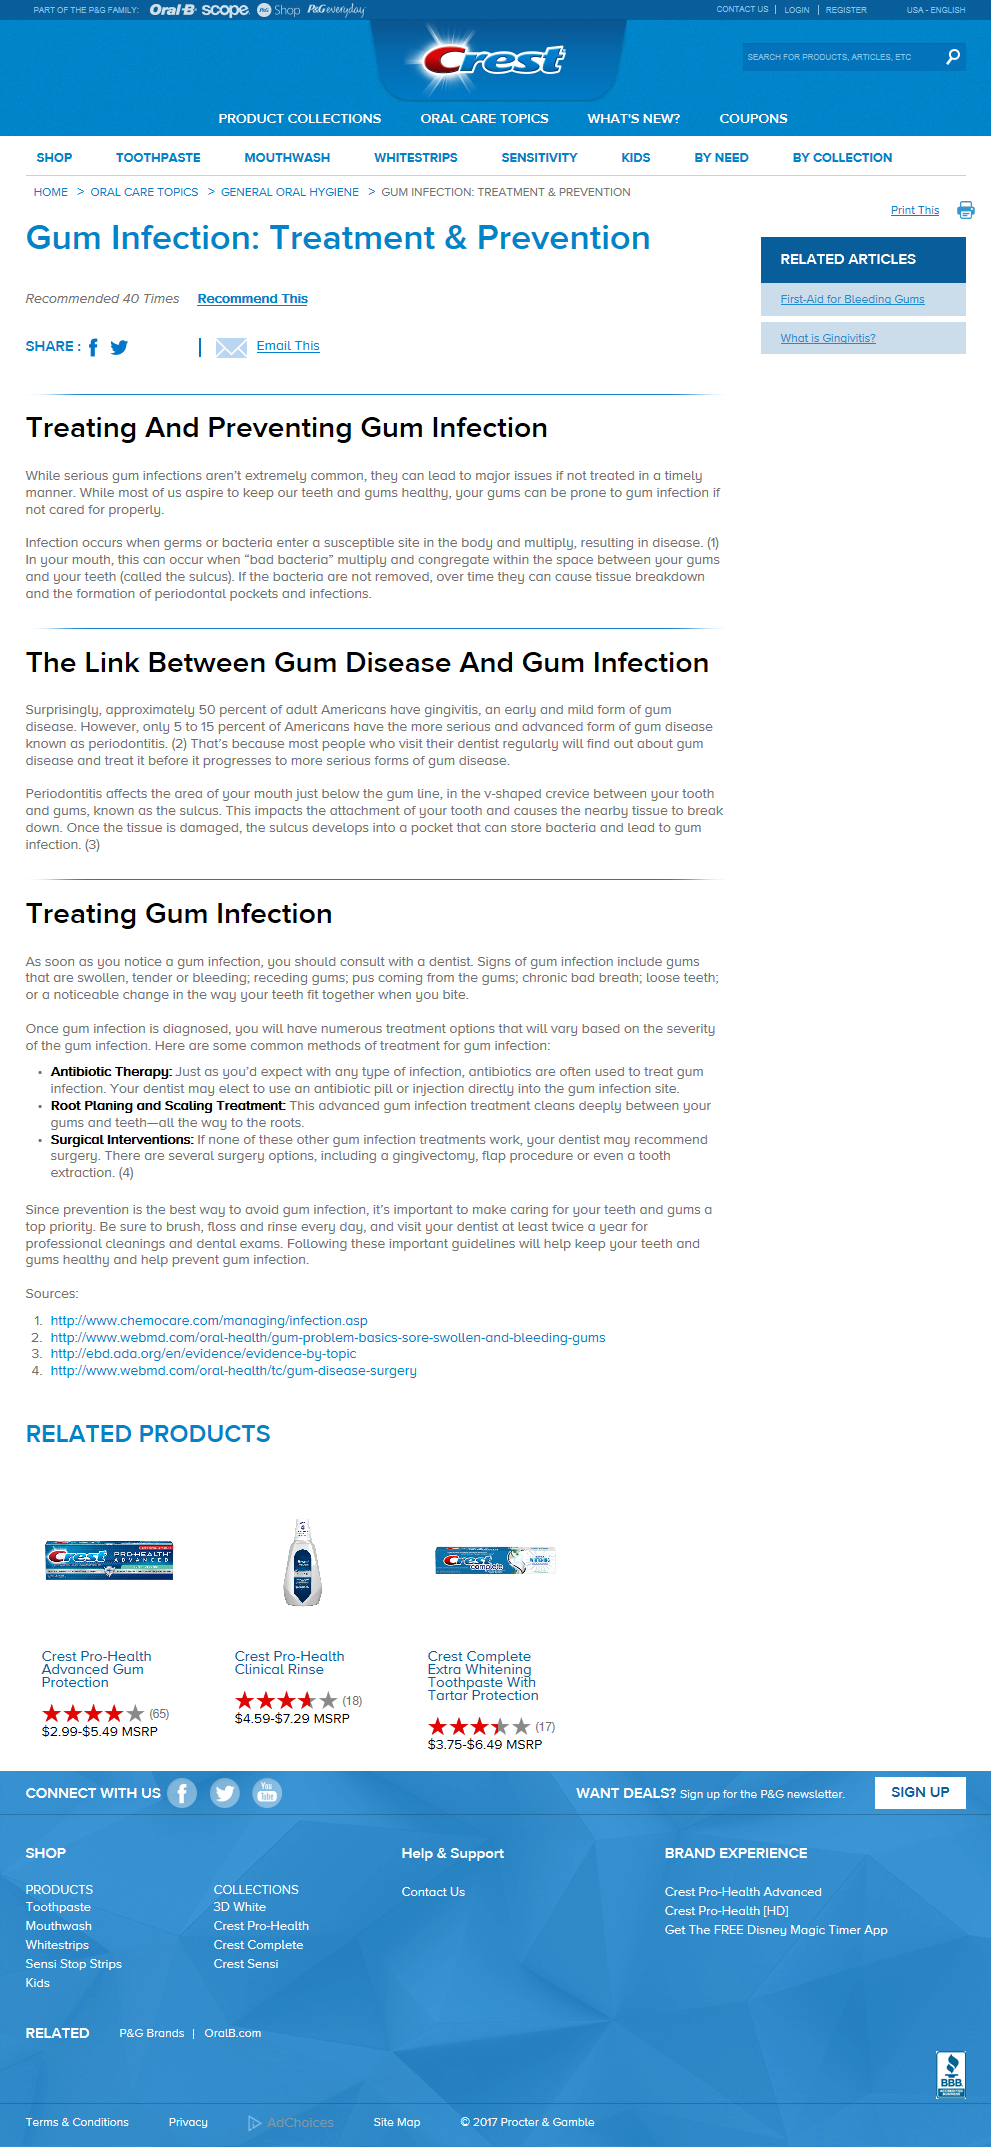 PART OF THE P&G FAMILY: Oral-B scope P&G Shop P&G everyday
CONTACT US | LOGIN | REGISTER USA - ENGLISH
Crest
SEARCH FOR PRODUCTS, ARTICLES, ETC
PRODUCT COLLECTIONS ORAL CARE TOPICS WHAT'S NEW? COUPONS
SHOP TOOTHPASTE MOUTHWASH WHITESTRIPS SENSITIVITY KIDS BY NEED BY COLLECTION
HOME > ORAL CARE TOPICS > GENERAL ORAL HYGIENE > GUM INFECTION: TREATMENT & PREVENTION
Print This
Gum Infection: Treatment & Prevention
RELATED ARTICLES
First-Aid for Bleeding Gums
What is Gingivitis?
Recommended 40 Times Recommend This
SHARE : | Email This
Treating And Preventing Gum Infection
While serious gum infections aren't extremely common, they can lead to major issues if not treated in a timely
manner. While most of us aspire to keep our teeth and gums healthy, your gums can be prone to gum infection if
not cared for properly.
Infection occurs when germs or bacteria enter a susceptible site in the body and multiply, resulting in disease. (1)
In your mouth, this can occur when “bad bacteria” multiply and congregate within the space between your gums
and your teeth (called the sulcus). If the bacteria are not removed, over time they can cause tissue breakdown
and the formation of periodontal pockets and infections.
The Link Between Gum Disease And Gum Infection
Surprisingly, approximately 50 percent of adult Americans have gingivitis, an early and mild form of gum
disease. However, only 5 to 15 percent of Americans have the more serious and advanced form of gum disease
known as periodontitis. (2) That's because most people who visit their dentist regularly will find out about gum
disease and treat it before it progresses to more serious forms of gum disease.
Periodontitis affects the area of your mouth just below the gum line, in the v-shaped crevice between your tooth
and gums, known as the sulcus. This impacts the attachment of your tooth and causes the nearby tissue to break
down. Once the tissue is damaged, the sulcus develops into a pocket that can store bacteria and lead to gum
infection. (3)
Treating Gum Infection
As soon as you notice a gum infection, you should consult with a dentist. Signs of gum infection include gums
that are swollen, tender or bleeding; receding gums; pus coming from the gums; chronic bad breath; loose teeth;
or a noticeable change in the way your teeth fit together when you bite.
Once gum infection is diagnosed, you will have numerous treatment options that will vary based on the severity
of the gum infection. Here are some common methods of treatment for gum infection:
• Antibiotic Therapy: Just as you'd expect with any type of infection, antibiotics are often used to treat gum
infection. Your dentist may elect to use an antibiotic pill or injection directly into the gum infection site.
• Root Planing and Scaling Treatment: This advanced gum infection treatment cleans deeply between your
gums and teeth—all the way to the roots.
• Surgical Interventions: If none of these other gum infection treatments work, your dentist may recommend
surgery. There are several surgery options, including a gingivectomy, flap procedure or even a tooth
extraction. (4)
Since prevention is the best way to avoid gum infection, it's important to make caring for your teeth and gums a
top priority. Be sure to brush, floss and rinse every day, and visit your dentist at least twice a year for
professional cleanings and dental exams. Following these important guidelines will help keep your teeth and
gums healthy and help prevent gum infection.
Sources:
1. http://www.chemocare.com/managing/infection.asp
2. http://www.webmd.com/oral-health/gum-problem-basics-sore-swollen-and-bleeding-gums
3. http://ebd.ada.org/en/evidence/evidence-by-topic
4. http://www.webmd.com/oral-health/tc/gum-disease-surgery
RELATED PRODUCTS
Crest PRO-HEALTH
ADVANCED
Crest complete WHITENING
Crest Pro-Health
Advanced Gum
Protection
(65)
$2.99-$5.49 MSRP
Crest Pro-Health
Clinical Rinse
(18)
$4.59-$7.29 MSRP
Crest Complete
Extra Whitening
Toothpaste With
Tartar Protection
(17)
$3.75-$6.49 MSRP
CONNECT WITH US You Tube WANT DEALS? Sign up for the P&G newsletter. SIGN UP
SHOP
PRODUCTS
Toothpaste
Mouthwash
Whitestrips
Sensi Stop Strips
Kids
COLLECTIONS
3D White
Crest Pro-Health
Crest Complete
Crest Sensi
Help & Support
Contact Us
BRAND EXPERIENCE
Crest Pro-Health Advanced
Crest Pro-Health [HD]
Get The FREE Disney Magic Timer App
RELATED P&G Brands | OralB.com
BBB
ACCREDITED
BUSINESS
Terms & Conditions Privacy AdChoices Site Map © 2017 Procter & Gamble